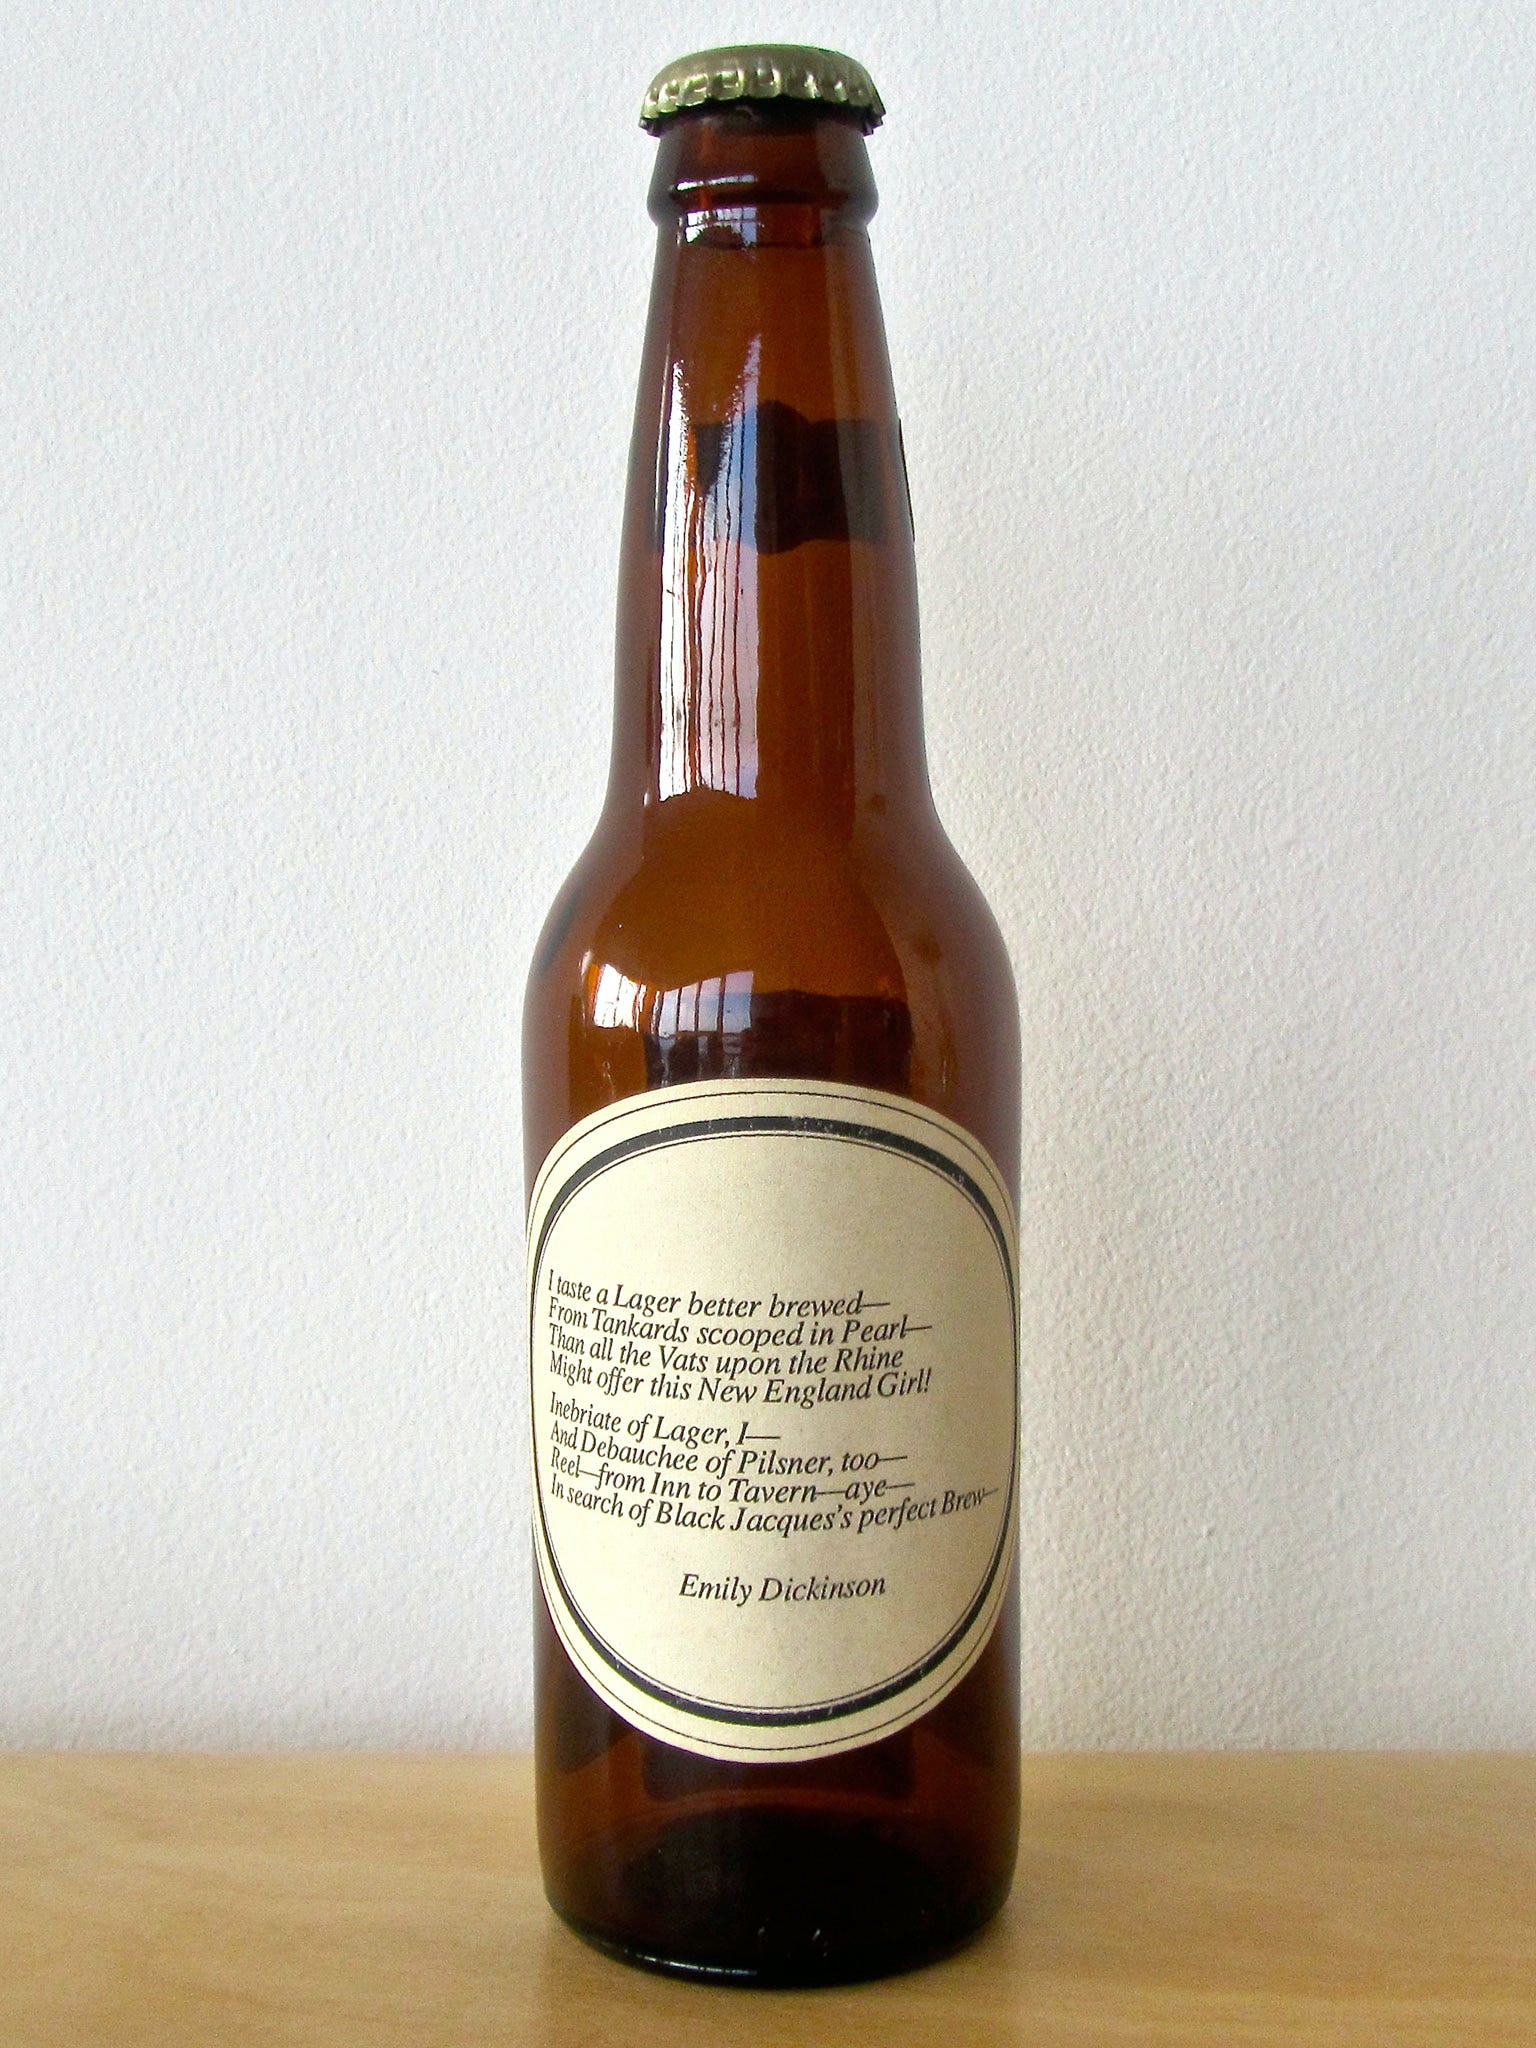 I taste a Lager better brewed—
From Tankards scooped in Pearl—
Than all the Vats upon the Rhine
Might offer this New England Girl!
Inebriate of Lager, I—
And Debauchee of Pilsner, too—
Reel—from Inn to Tavern—aye—
In search of Black Jacques's perfect Brew—
Emily Dickinson